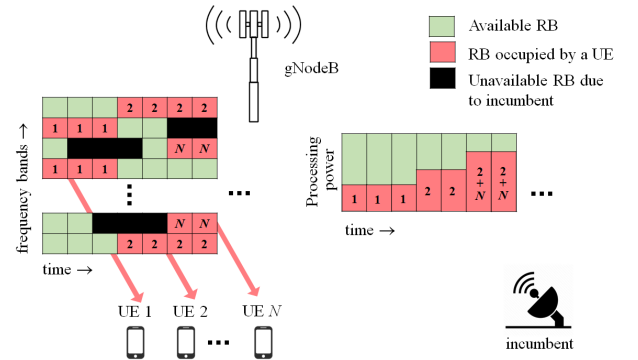 Available RB
RB occupied by a UE
Unavailable RB due
to incumbent
gNodeB
frequency bands →
2 2 2 2
1 1 1
N N
1 1 1
N N
2 2 2 2
time →
...
Processing
power
1 1 1 2 2 2+N 2+N
...
time →
UE 1 UE 2 UE N
...
incumbent